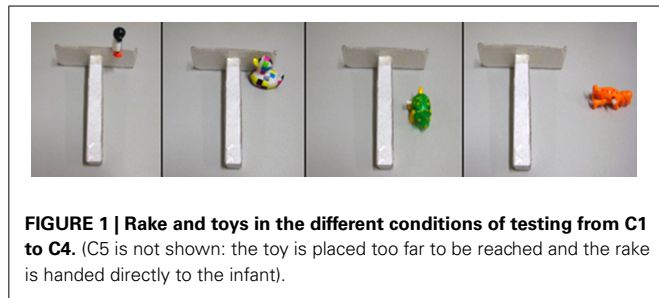 FIGURE 1 | Rake and toys in the different conditions of testing from C1
to C4. (C5 is not shown: the toy is placed too far to be reached and the rake
is handed directly to the infant).